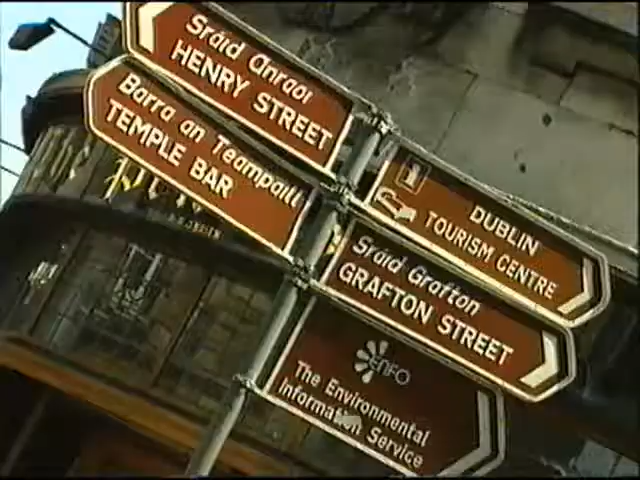 Sráid Anraoi
HENRY STREET
Barra an Teampaill
TEMPLE BAR
DUBLIN
TOURISM CENTRE
Sráid Grafton
GRAFTON STREET
ENFO
The Environmental
Information Service